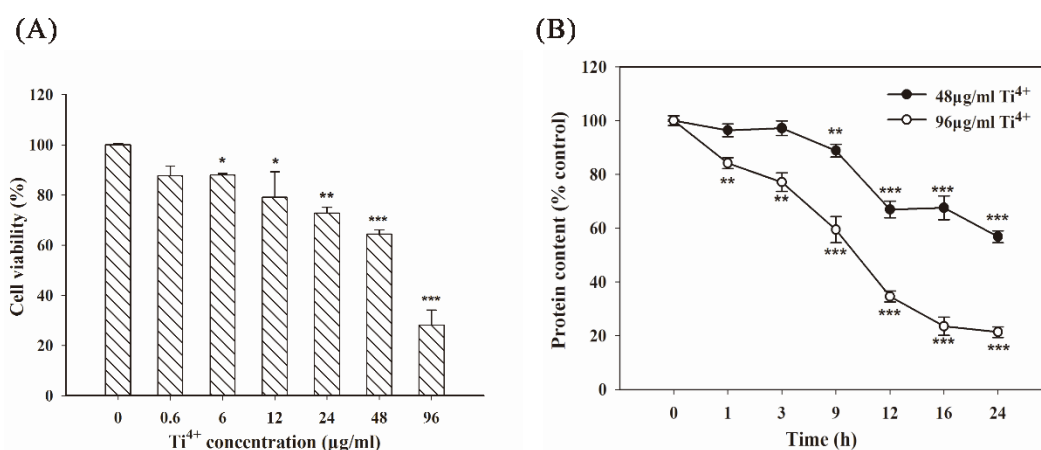 (A)
120
100
80
60
40
20
0
Cell viability (%)
*
*
**
***
***
0 0.6 6 12 24 48 96
Ti⁴⁺ concentration (µg/ml)
(B)
120
100
80
60
40
20
0
Protein content (% control)
48µg/ml Ti⁴⁺
96µg/ml Ti⁴⁺
**
***
***
***
**
**
***
***
***
***
0 1 3 9 12 16 24
Time (h)